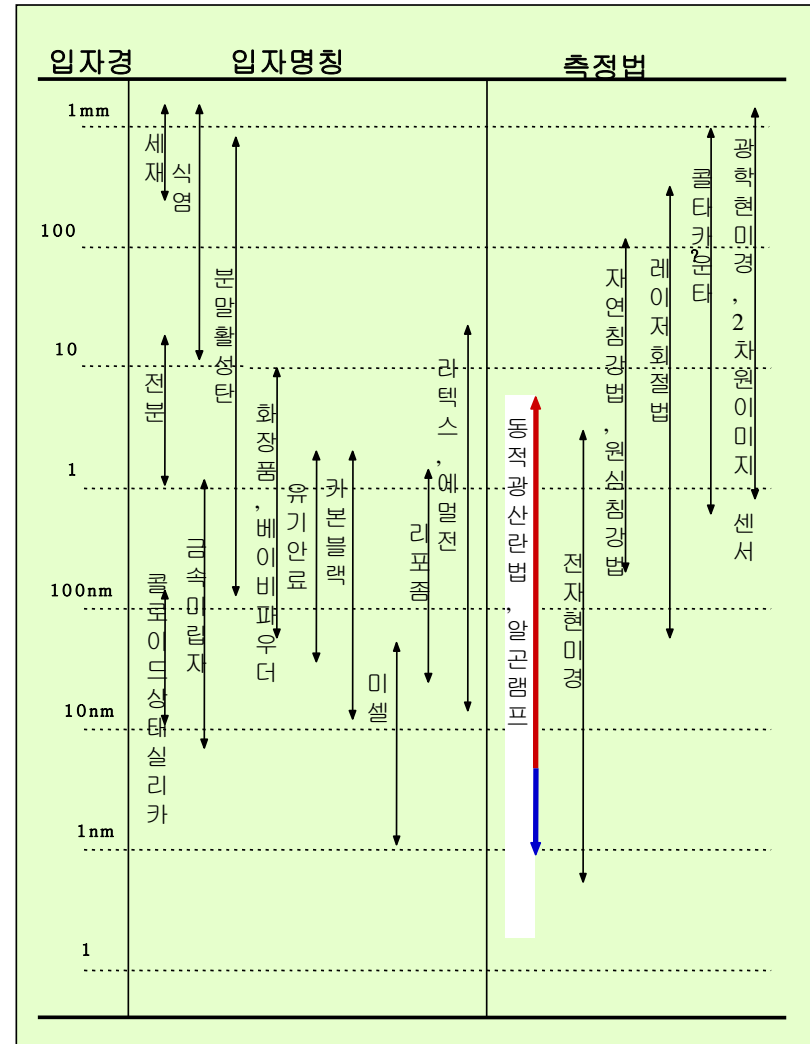 입자경 입자명칭 측정법
1mm
100
10
1
100nm
10nm
1nm
1
세재
식염
분말활성탄
전분
금속미립자
콜로이드상태실리카
화장품,베이비파우더
유기안료
카본블랙
미셀
리포좀
라텍스,에멀전
동적광산란법, 알곤램프
전자현미경
자연침강법,원심침강법
레이저회절법
콜타카?운타
광학현미경,2차원이미지 센서